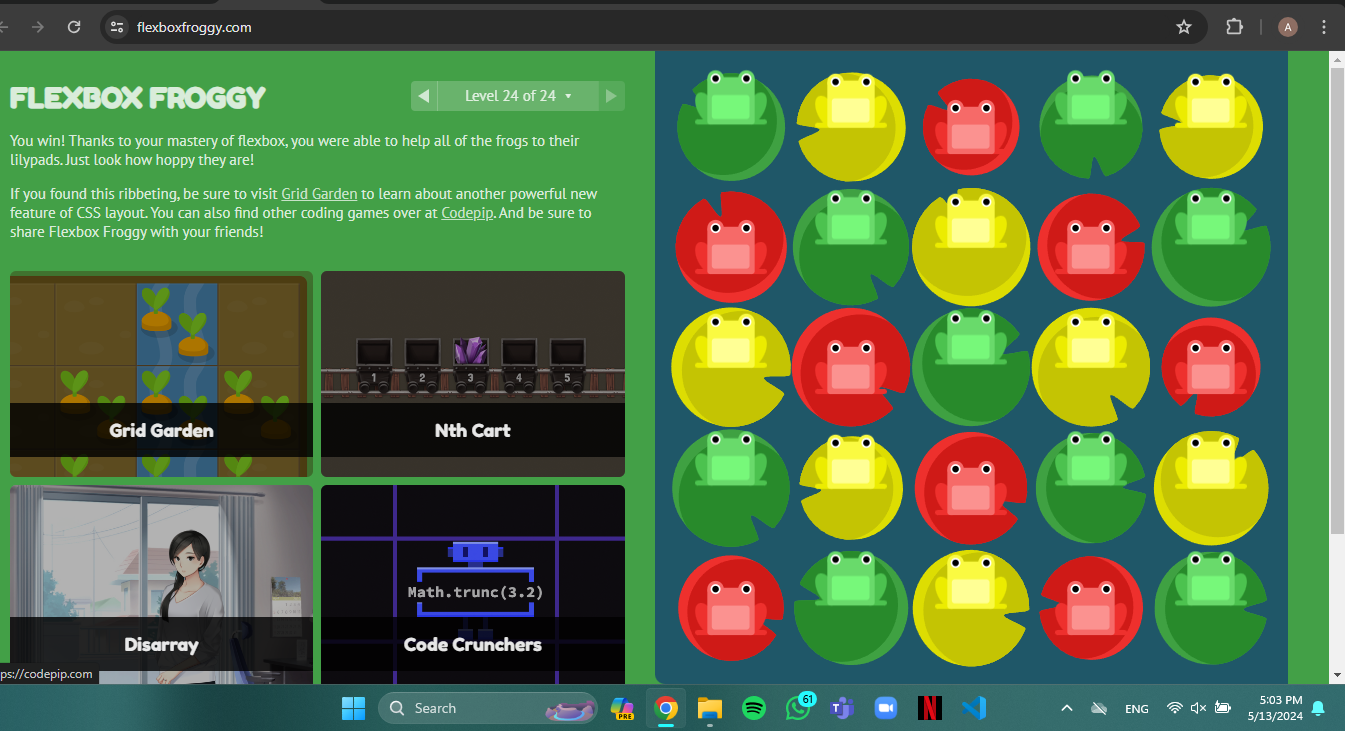 flexboxfroggy.com
A
FLEXBOX FROGGY
Level 24 of 24
You win! Thanks to your mastery of flexbox, you were able to help all of the frogs to their
lilypads. Just look how hoppy they are!
If you found this ribbeting, be sure to visit Grid Garden to learn about another powerful new
feature of CSS layout. You can also find other coding games over at Codepip. And be sure to
share Flexbox Froggy with your friends!
1 2 3 4 5
Grid Garden
Nth Cart
Math.trunc(3.2)
Disarray
Code Crunchers
ps://codepip.com
Search
PRE
61
ENG
5:03 PM
5/13/2024